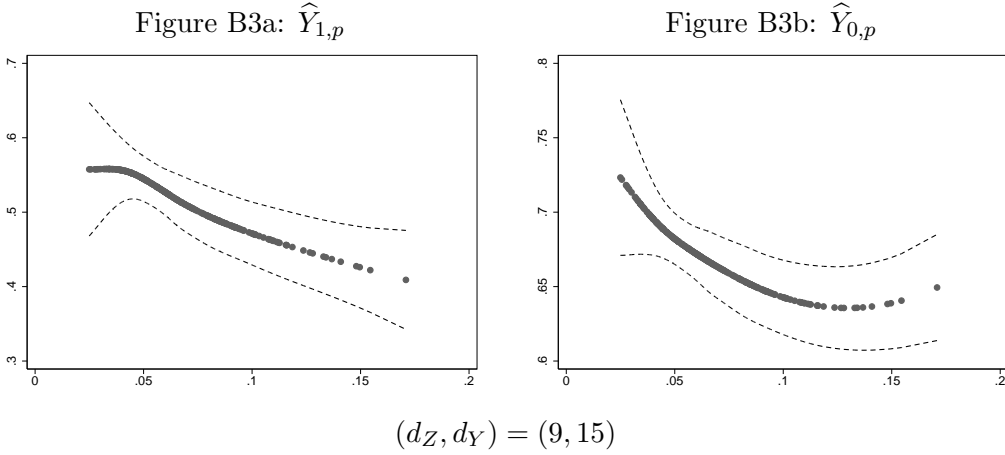 Figure B3a: $\widehat{Y}_{1,p}$ Figure B3b: $\widehat{Y}_{0,p}$
.7 .8
.6 .75
.5 .7
.4 .65
.3 .6
0 .05 .1 .15 .2 0 .05 .1 .15 .2
$(d_Z, d_Y) = (9, 15)$